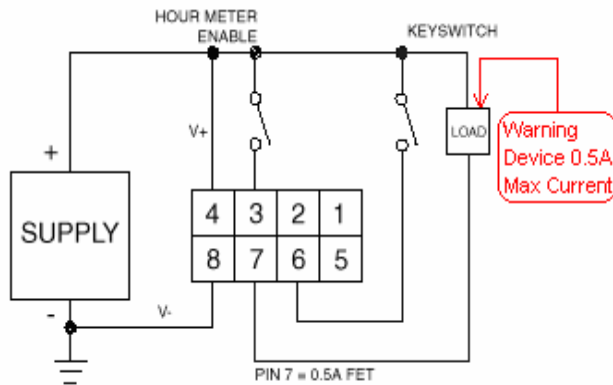 HOUR METER
ENABLE
KEYSWITCH
V+
LOAD
Warning
Device 0.5A
Max Current
+
SUPPLY
-
4 3 2 1
8 7 6 5
V-
PIN 7 = 0.5A FET